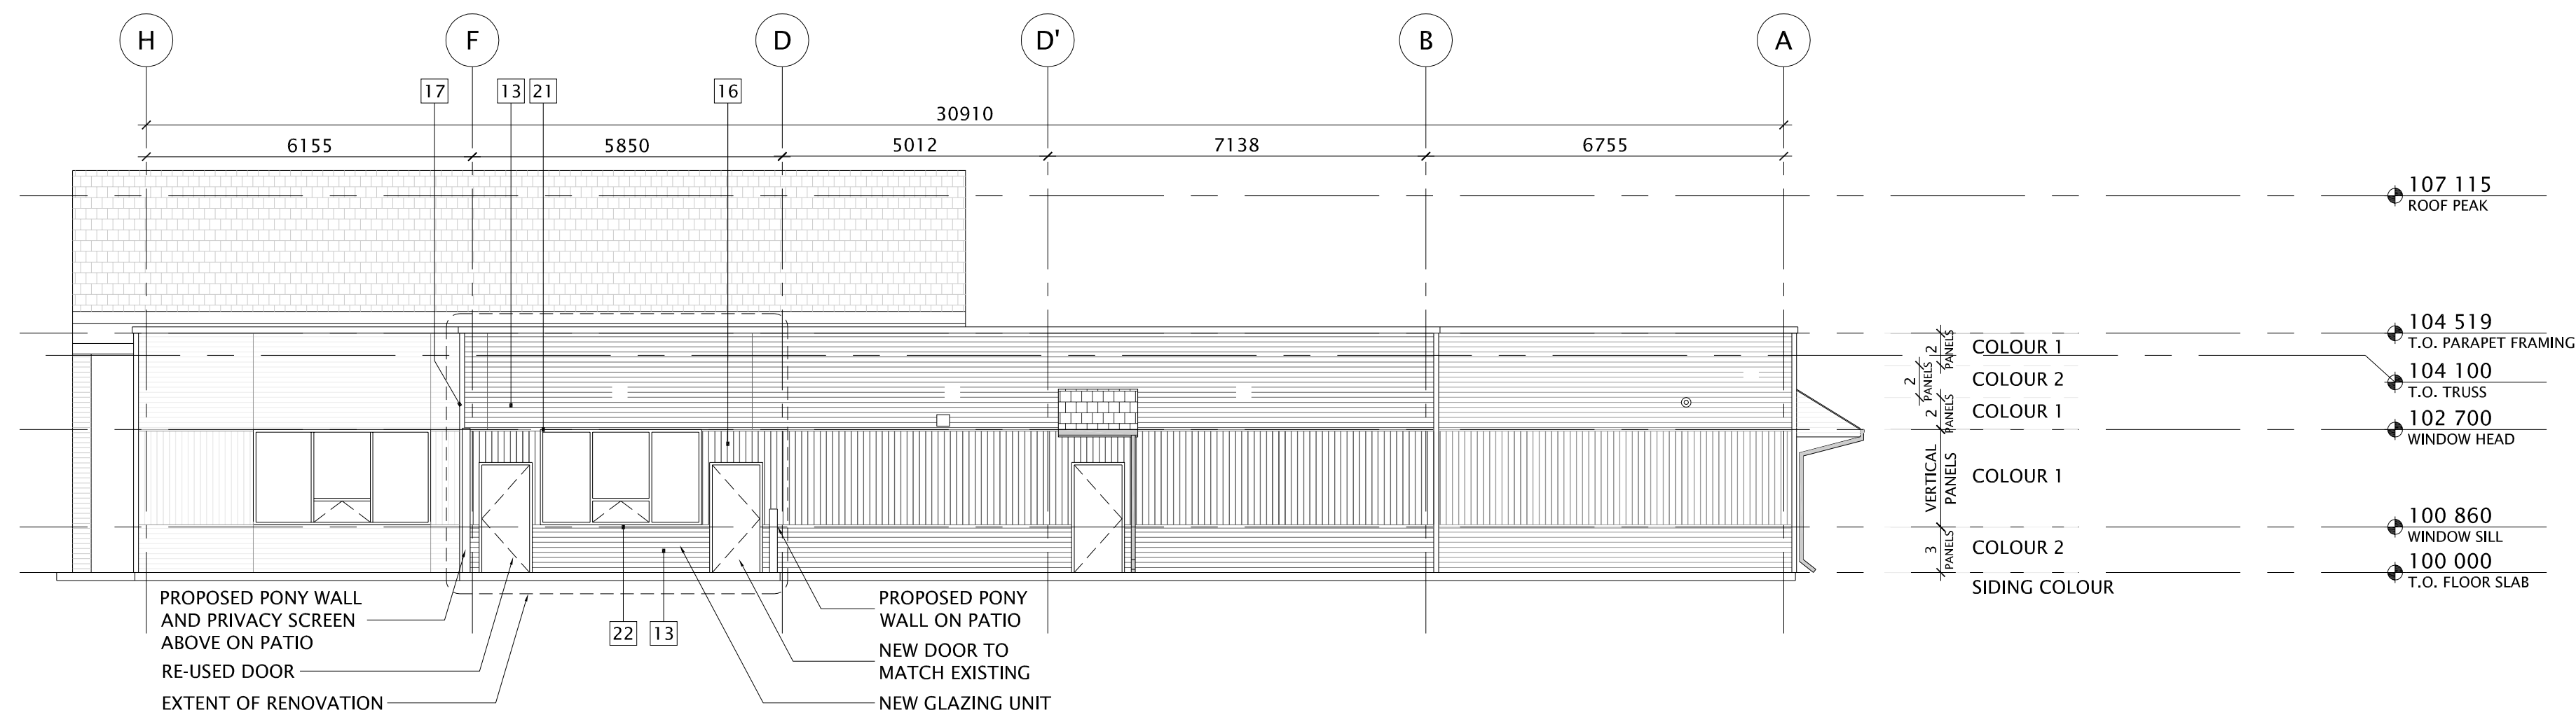 H F D D' B A
17 13 21 16
30910
6155 5850 5012 7138 6755
107 115
ROOF PEAK
104 519
T.O. PARAPET FRAMING
104 100
T.O. TRUSS
102 700
WINDOW HEAD
100 860
WINDOW SILL
100 000
T.O. FLOOR SLAB
2
PANELS
COLOUR 1
2
PANELS
COLOUR 2
2
PANELS
COLOUR 1
VERTICAL
PANELS
COLOUR 1
3
PANELS
COLOUR 2
SIDING COLOUR
PROPOSED PONY WALL
AND PRIVACY SCREEN
ABOVE ON PATIO
RE-USED DOOR
EXTENT OF RENOVATION
22 13
PROPOSED PONY
WALL ON PATIO
NEW DOOR TO
MATCH EXISTING
NEW GLAZING UNIT